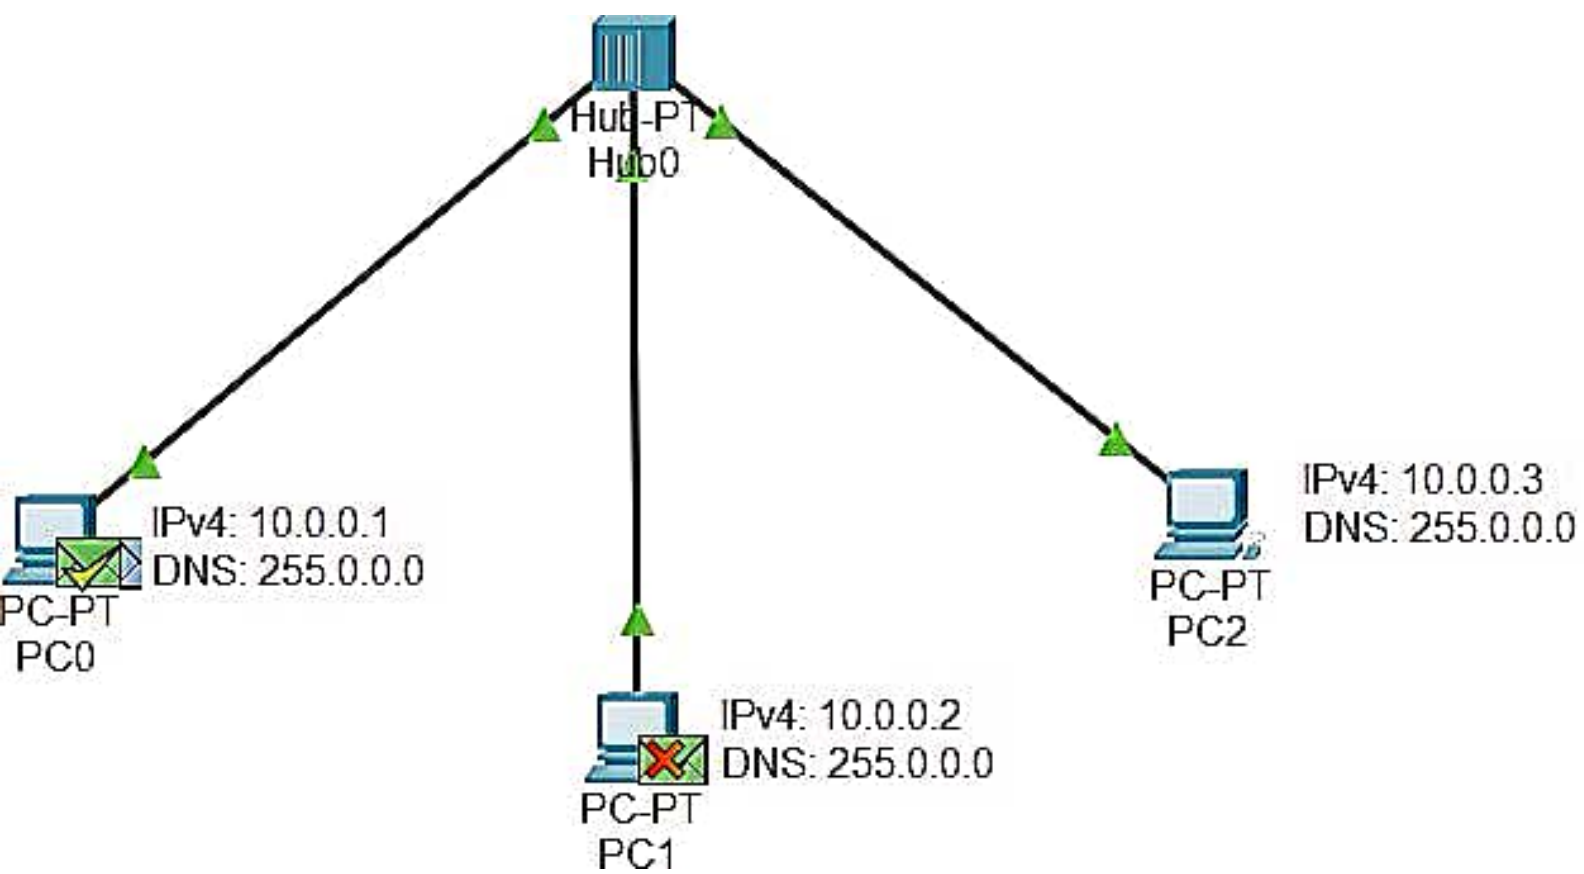 Hub-PT
Hub0
IPv4: 10.0.0.1
DNS: 255.0.0.0
PC-PT
PC0
IPv4: 10.0.0.3
DNS: 255.0.0.0
PC-PT
PC2
IPv4: 10.0.0.2
DNS: 255.0.0.0
PC-PT
PC1